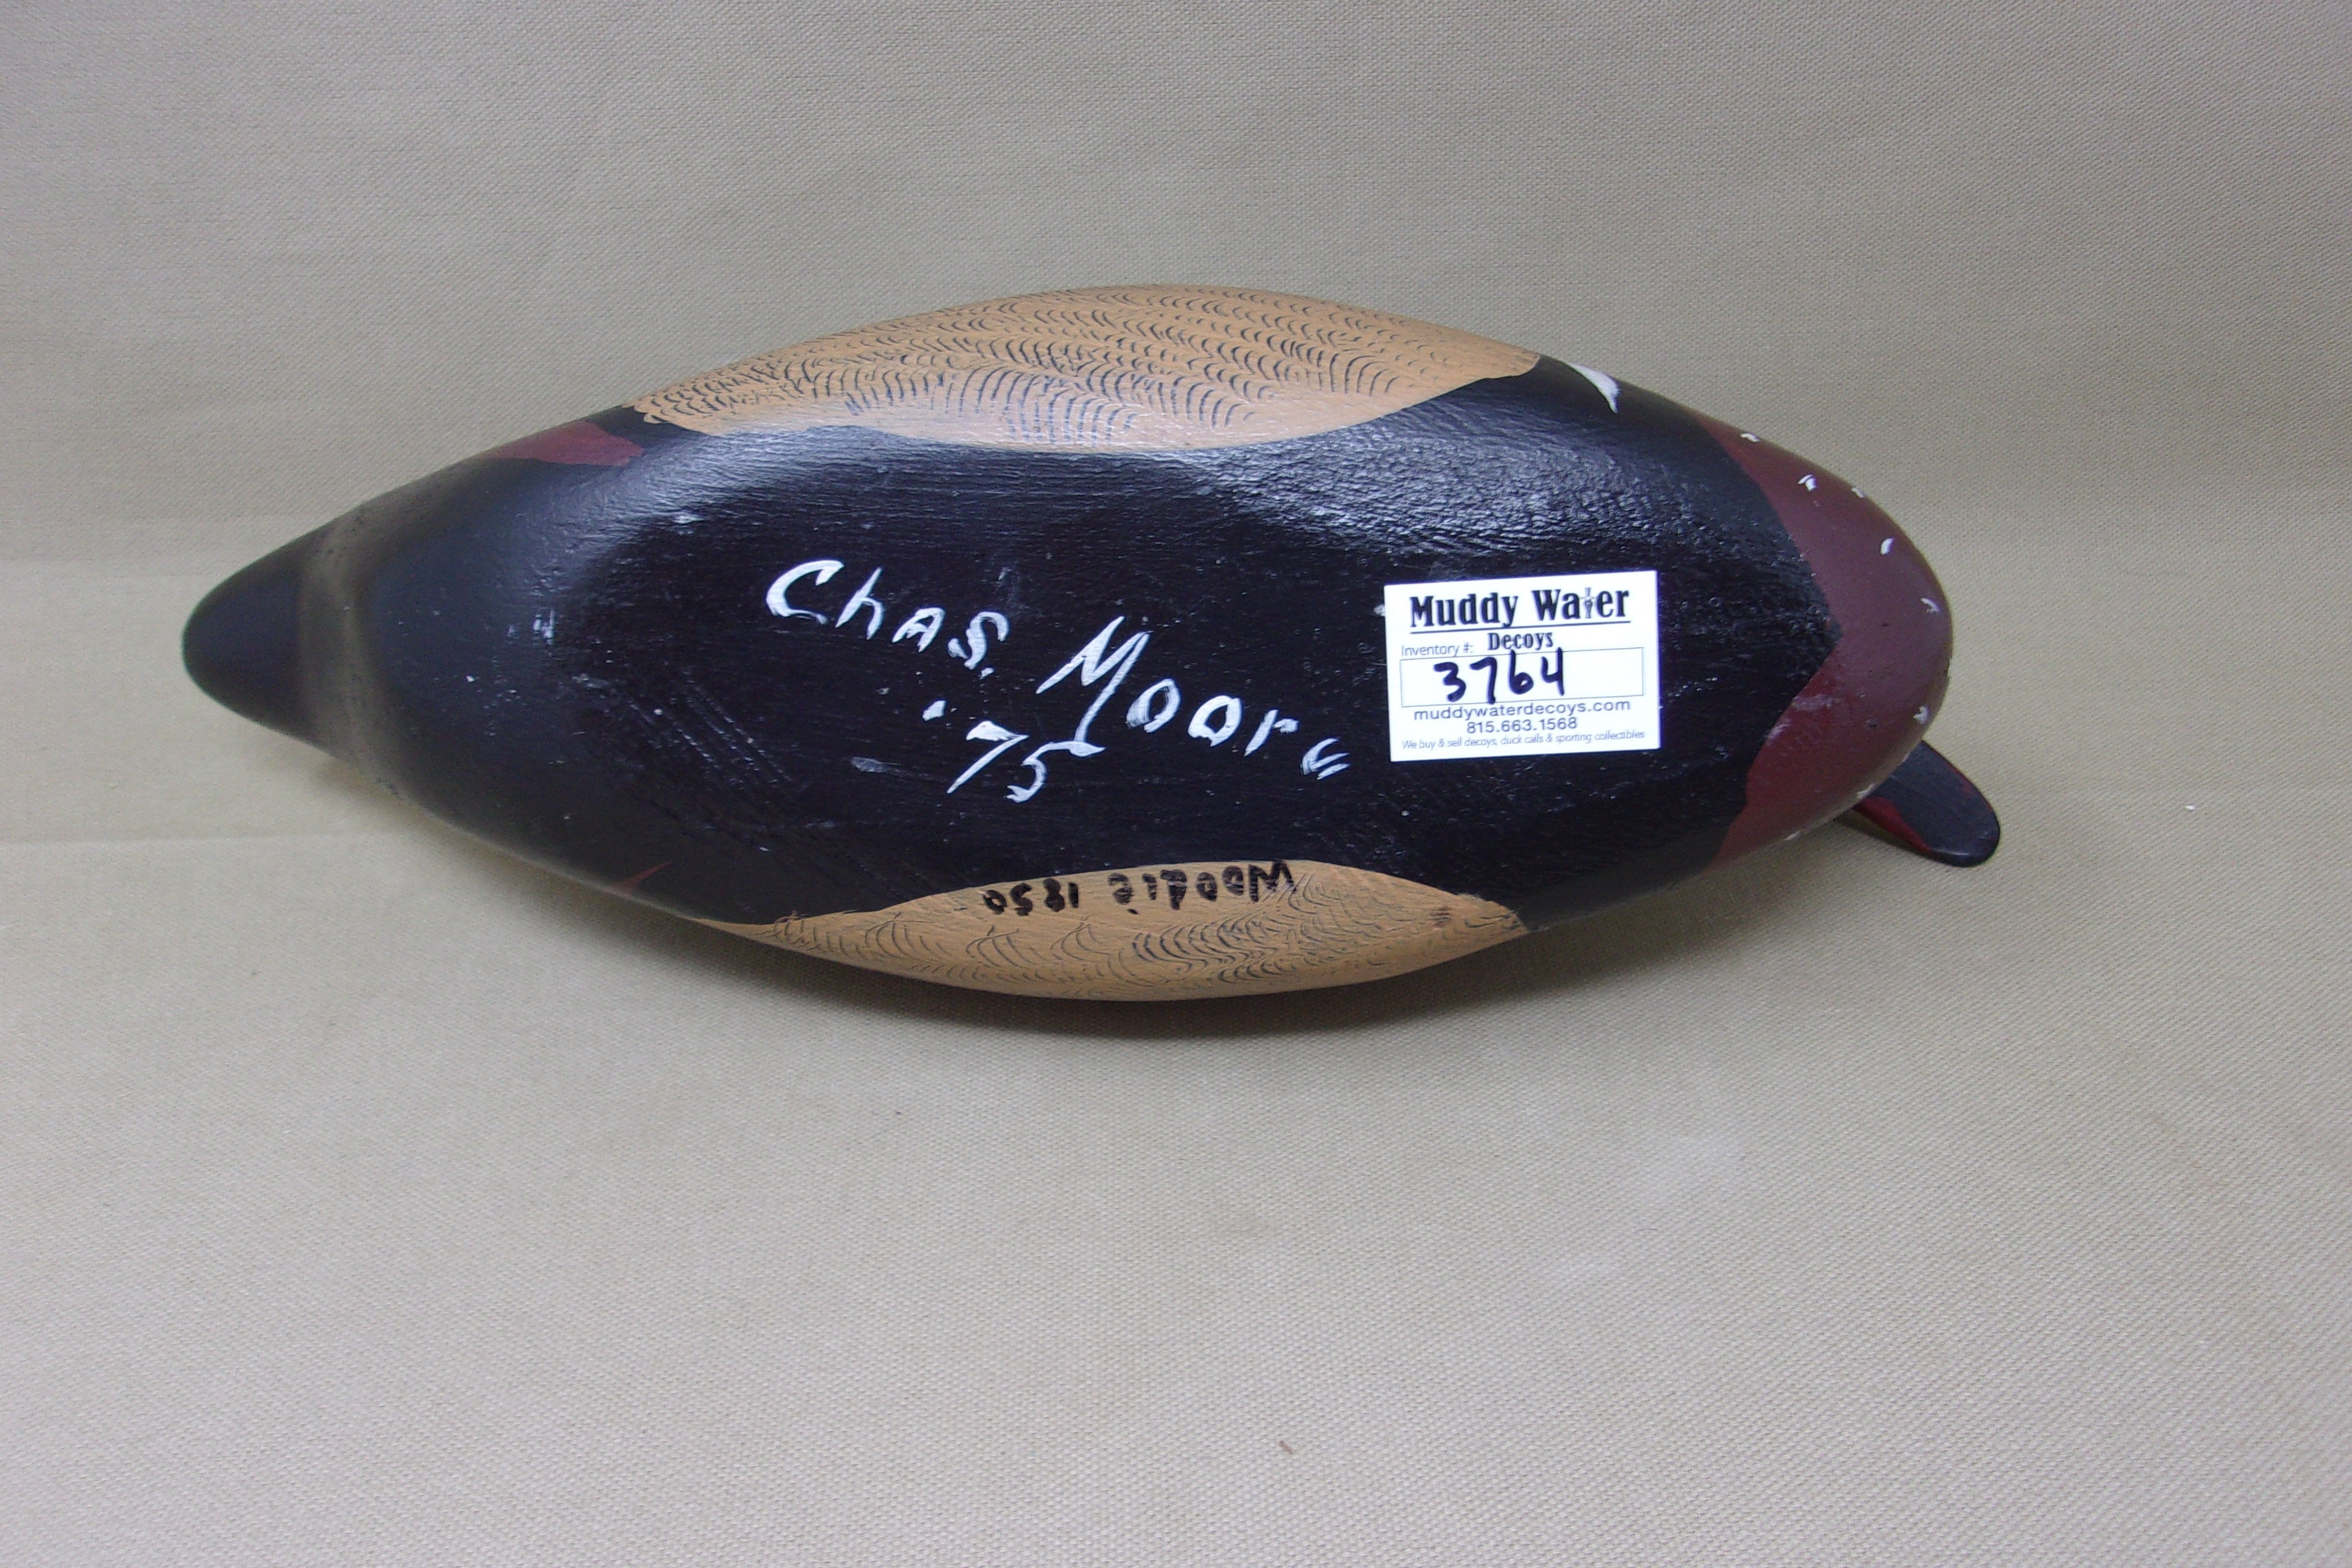 Chas. Moore
'75
Muddy Water
Decoys
Inventory #:
3764
muddywaterdecoys.com
815.663.1568
We buy & sell decoys, duck calls & sporting collectibles
Woodie 1850